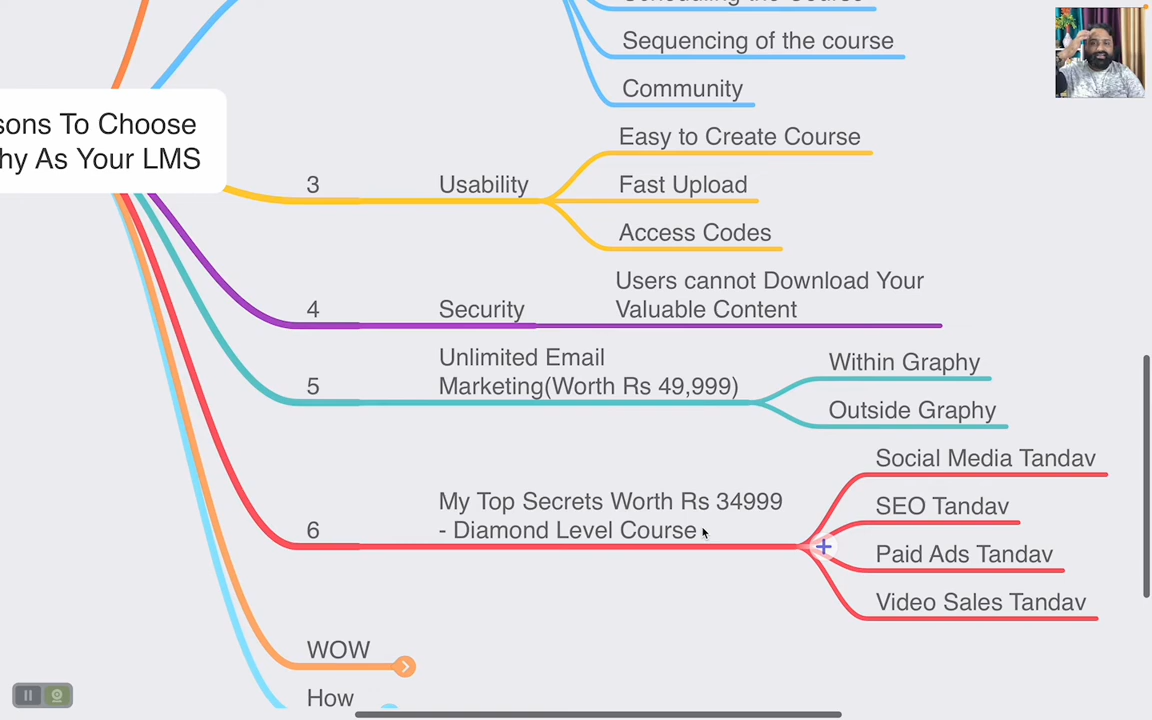 Scheduling the Course
Sequencing of the course
Community
sons To Choose
hy As Your LMS
3
Usability
Easy to Create Course
Fast Upload
Access Codes
4
Security
Users cannot Download Your
Valuable Content
5
Unlimited Email
Marketing(Worth Rs 49,999)
Within Graphy
Outside Graphy
6
My Top Secrets Worth Rs 34999
- Diamond Level Course
Social Media Tandav
SEO Tandav
Paid Ads Tandav
Video Sales Tandav
WOW
How